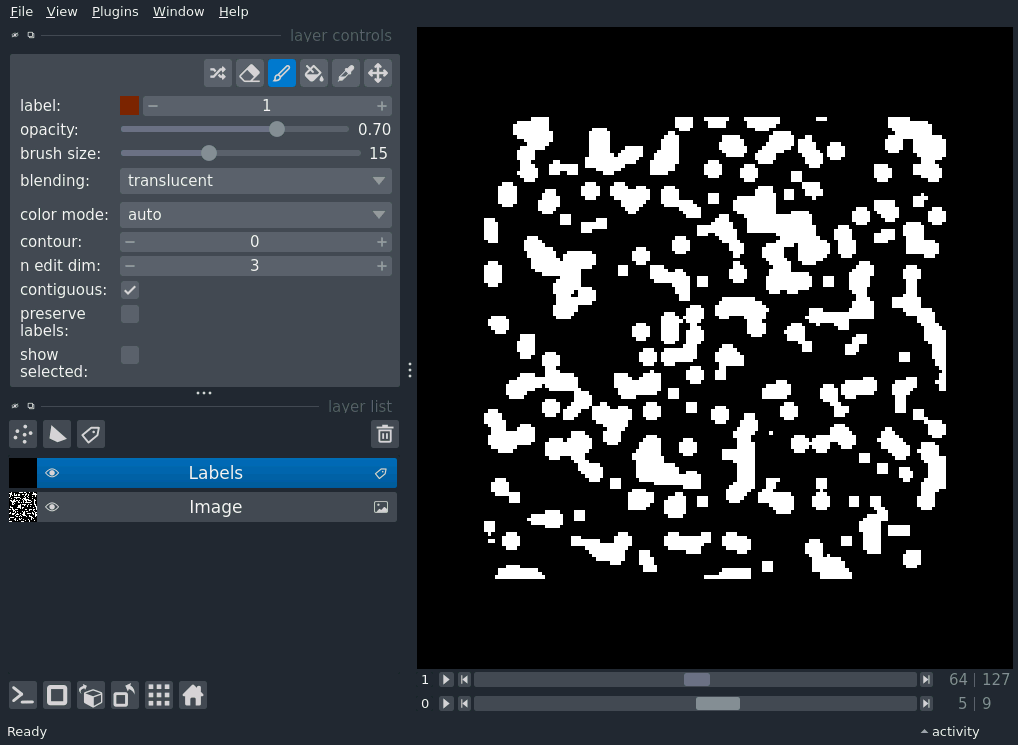 File View Plugins Window Help
layer controls
label: 1
opacity: 0.70
brush size: 15
blending: translucent
color mode: auto
contour: 0
n edit dim: 3
contiguous:
preserve
labels:
show
selected:
layer list
Labels
Image
1 64 | 127
0 5 | 9
Ready activity